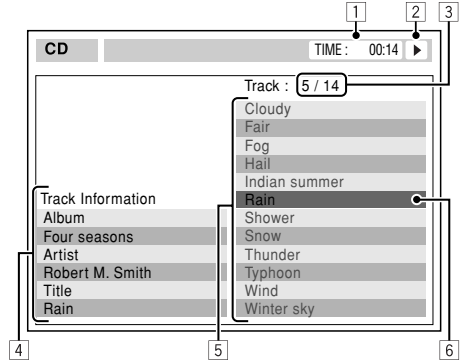 1 2 3
CD TIME : 00:14
Track : 5 / 14
Cloudy
Fair
Fog
Hail
Indian summer
Track Information Rain
Album Shower
Four seasons Snow
Artist Thunder
Robert M. Smith Typhoon
Title Wind
Rain Winter sky
4 5 6